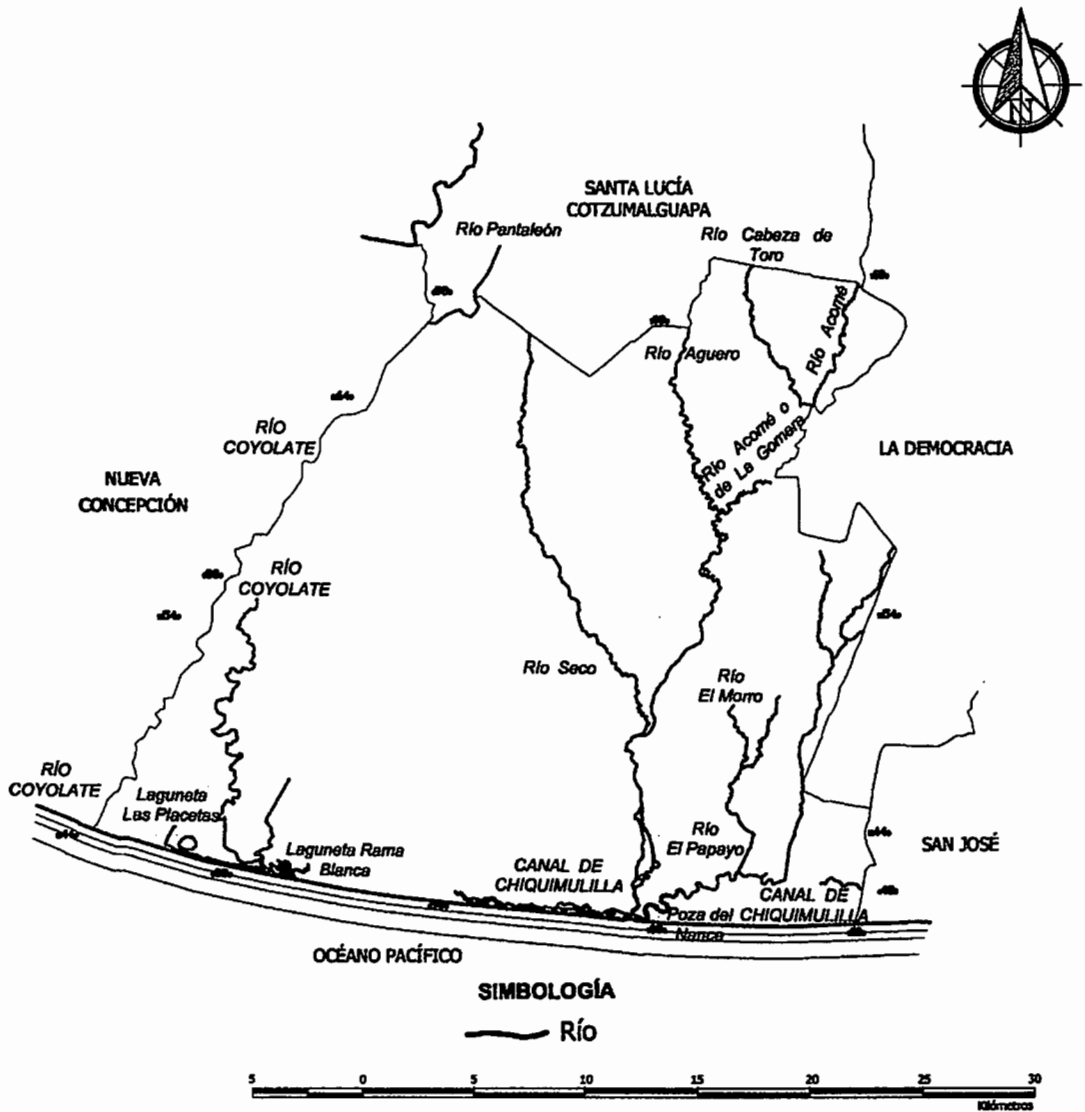 N
SANTA LUCÍA
COTZUMALGUAPA
Río Pantaleón
Río Cabeza de
Toro
Río Acomé
Río Aguero
RÍO
COYOLATE
Río Acomé o
de La Gomera
LA DEMOCRACIA
NUEVA
CONCEPCIÓN
RÍO
COYOLATE
Río Seco
Río
El Morro
RÍO
COYOLATE
Laguneta
Las Placetas
Río
El Papayo
SAN JOSÉ
Laguneta Rama
Blanca
CANAL DE
CHIQUIMULILLA
CANAL DE
CHIQUIMULILLA
Poza del
Nance
OCÉANO PACÍFICO
SIMBOLOGÍA
Río
5 0 5 10 15 20 25 30
Kilómetros